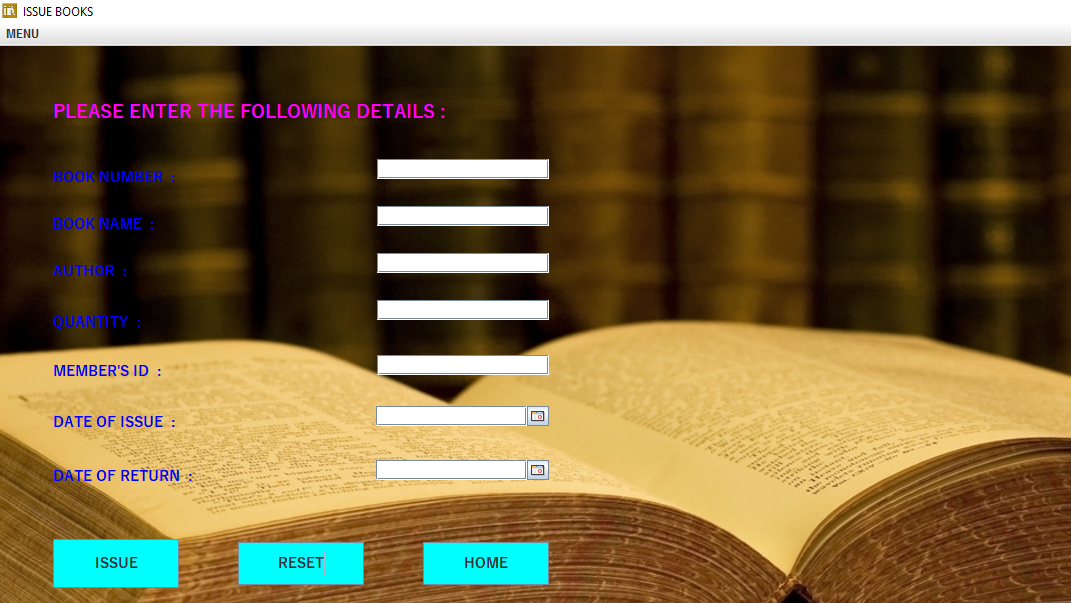 ISSUE BOOKS
MENU
PLEASE ENTER THE FOLLOWING DETAILS :
BOOK NUMBER :
BOOK NAME :
AUTHOR :
QUANTITY :
MEMBER'S ID :
DATE OF ISSUE :
DATE OF RETURN :
ISSUE RESET HOME